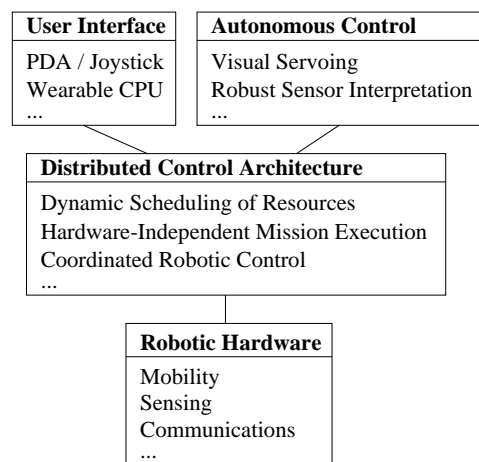 User Interface
PDA / Joystick
Wearable CPU
...
Autonomous Control
Visual Servoing
Robust Sensor Interpretation
...
Distributed Control Architecture
Dynamic Scheduling of Resources
Hardware-Independent Mission Execution
Coordinated Robotic Control
...
Robotic Hardware
Mobility
Sensing
Communications
...